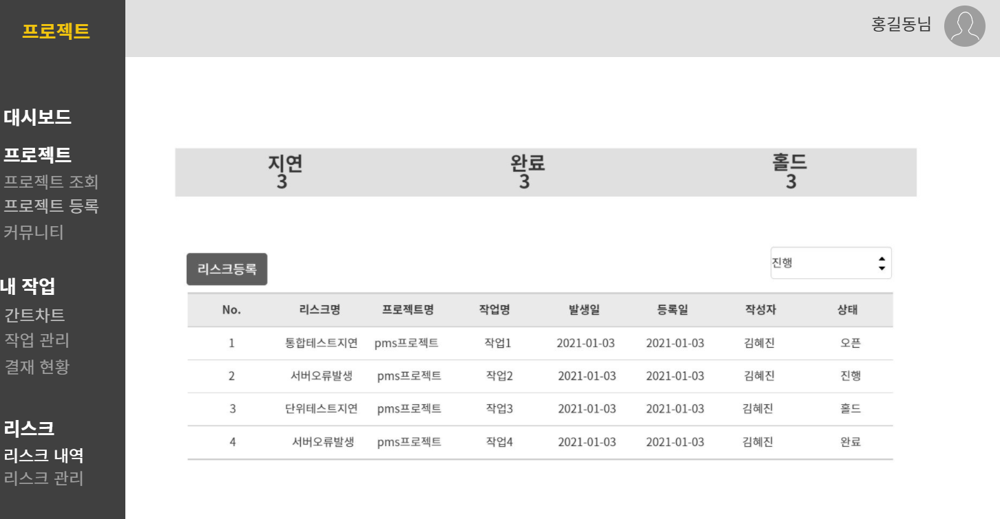 프로젝트
홍길동님
대시보드
프로젝트
프로젝트 조회
프로젝트 등록
커뮤니티
내 작업
간트차트
작업 관리
결재 현황
리스크
리스크 내역
리스크 관리
지연 완료 홀드
3 3 3
리스크등록
진행
No. 리스크명 프로젝트명 작업명 발생일 등록일 작성자 상태
1 통합테스트지연 pms프로젝트 작업1 2021-01-03 2021-01-03 김혜진 오픈
2 서버오류발생 pms프로젝트 작업2 2021-01-03 2021-01-03 김혜진 진행
3 단위테스트지연 pms프로젝트 작업3 2021-01-03 2021-01-03 김혜진 홀드
4 서버오류발생 pms프로젝트 작업4 2021-01-03 2021-01-03 김혜진 완료